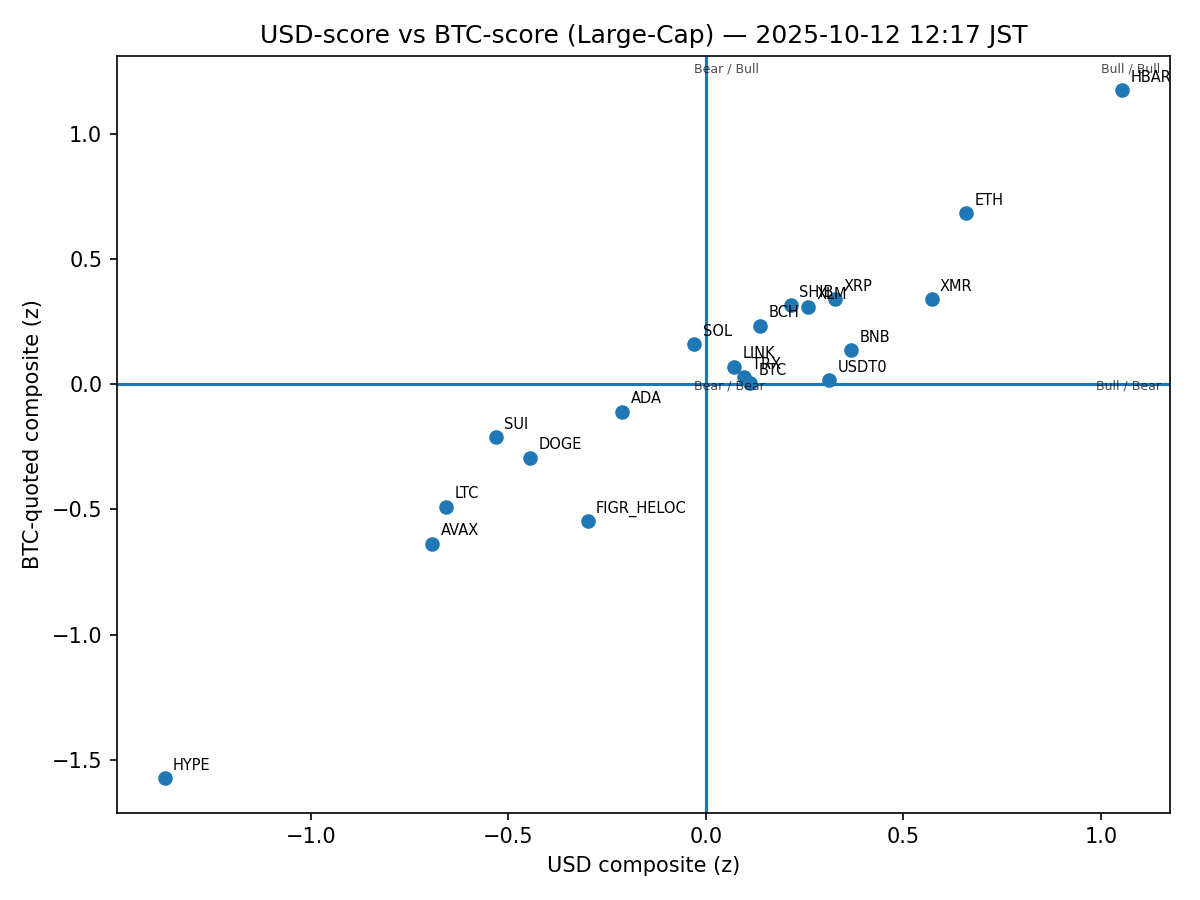 USD-score vs BTC-score (Large-Cap) — 2025-10-12 12:17 JST
Bear / Bull
Bull / Bull
HBAR
1.0
ETH
0.5
SHIB
XLM
XRP
XMR
BCH
SOL
BNB
LINK
TRX
BTC
USDT0
0.0
Bear / Bear
Bull / Bear
ADA
SUI
DOGE
LTC
FIGR_HELOC
−0.5
AVAX
−1.0
−1.5
HYPE
BTC-quoted composite (z)
−1.0
−0.5
0.0
0.5
1.0
USD composite (z)